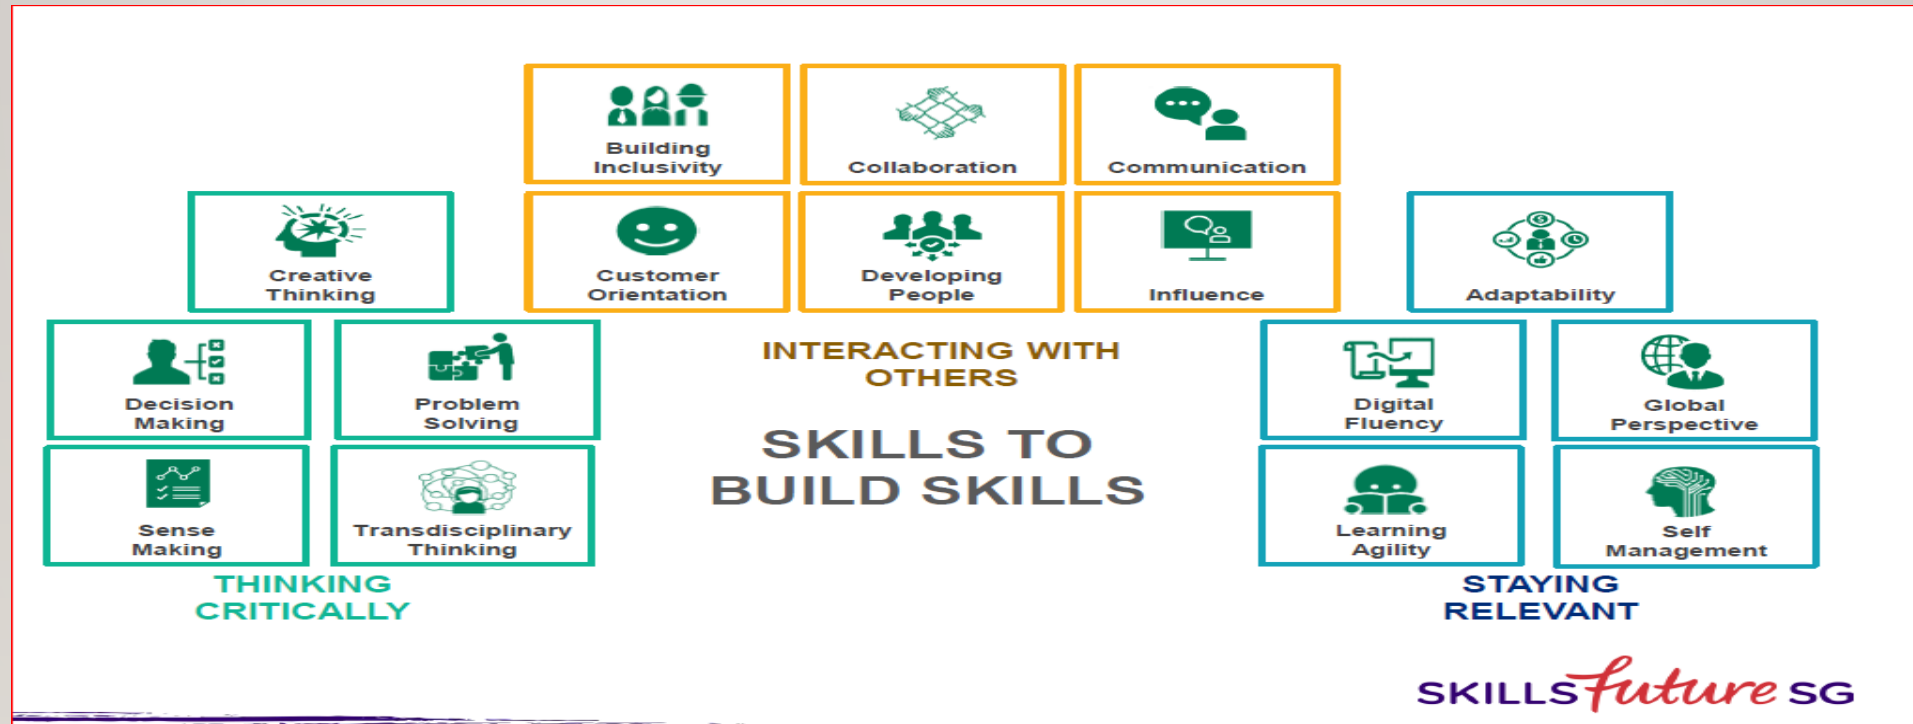 Building
Inclusivity
Collaboration
Communication
Creative
Thinking
Customer
Orientation
Developing
People
Influence
Adaptability
Decision
Making
Problem
Solving
INTERACTING WITH
OTHERS
Digital
Fluency
Global
Perspective
SKILLS TO
BUILD SKILLS
Sense
Making
Transdisciplinary
Thinking
Learning
Agility
Self
Management
THINKING
CRITICALLY
STAYING
RELEVANT
SKILLS future SG